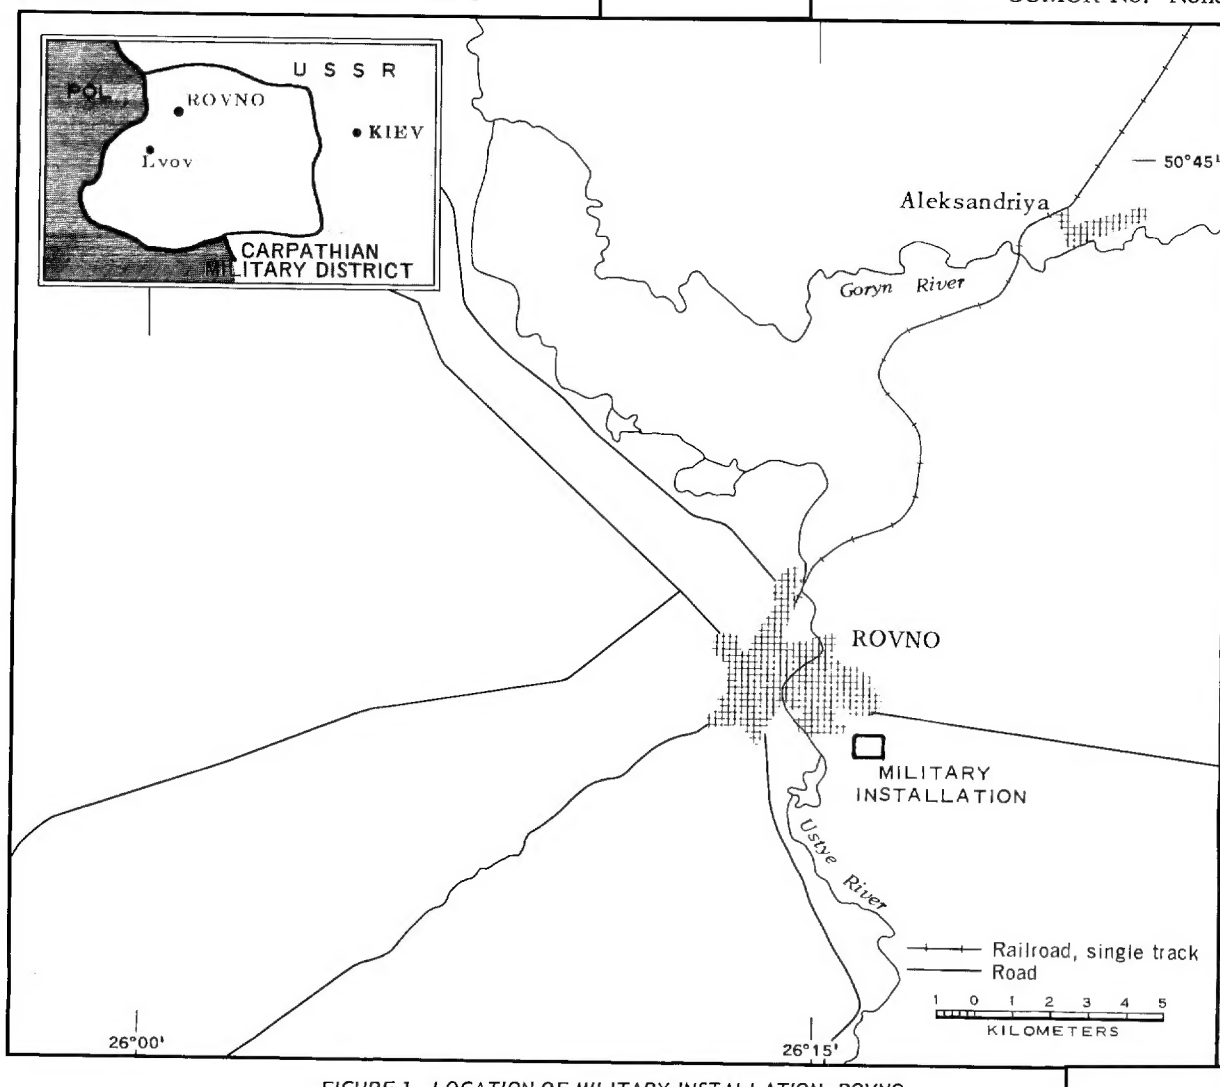 U S S R
POL.
ROVNO
KIEV
Lvov
CARPATHIAN
MILITARY DISTRICT
50°45'
Aleksandriya
Goryn River
ROVNO
MILITARY
INSTALLATION
Ustye River
Railroad, single track
Road
1 0 1 2 3 4 5
KILOMETERS
26°00'
26°15'
FIGURE 1. LOCATION OF MILITARY INSTALLATION, ROVNO